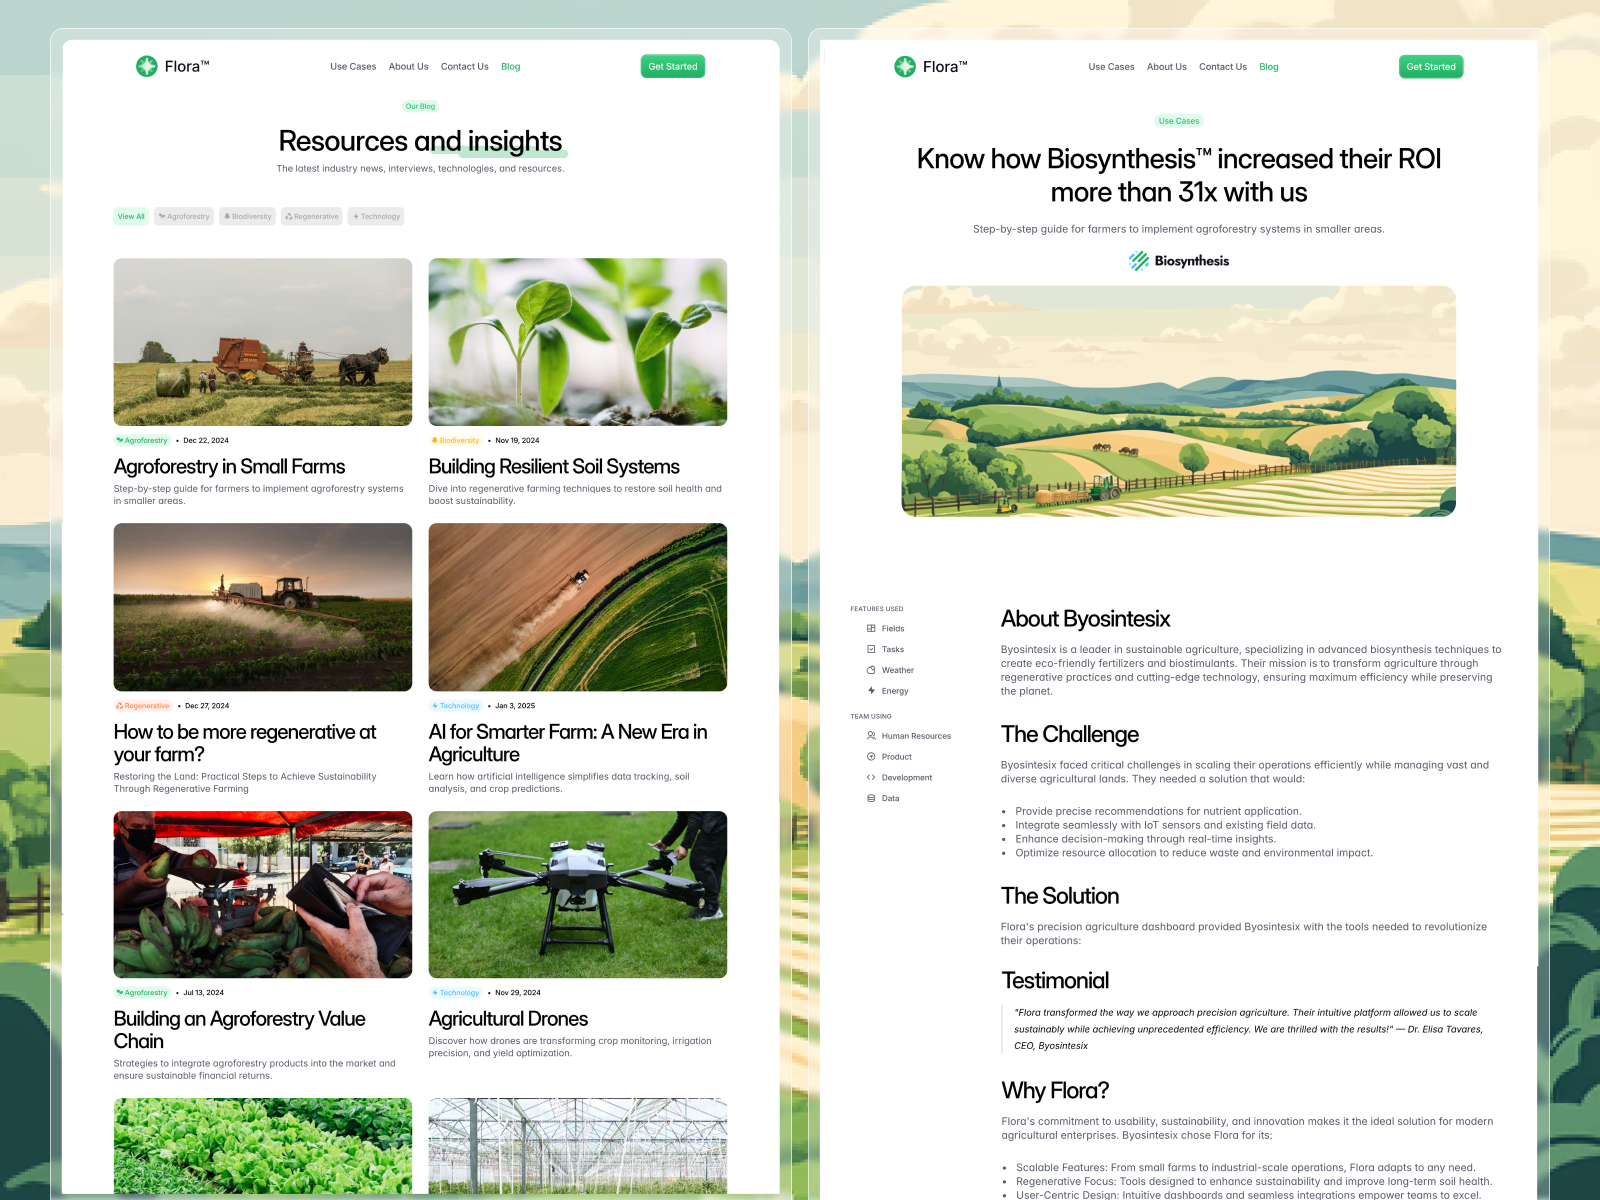 Flora™
Use Cases
About Us
Contact Us
Blog
Get Started
Our Blog
Resources and insights
The latest industry news, interviews, technologies, and resources.
View All
Agroforestry
Biodiversity
Regenerative
Technology
Agroforestry • Dec 22, 2024
Agroforestry in Small Farms
Step-by-step guide for farmers to implement agroforestry systems
in smaller areas.
Biodiversity • Nov 19, 2024
Building Resilient Soil Systems
Dive into regenerative farming techniques to restore soil health and
boost sustainability.
Regenerative • Dec 27, 2024
How to be more regenerative at
your farm?
Restoring the Land: Practical Steps to Achieve Sustainability
Through Regenerative Farming
Technology • Jan 3, 2025
AI for Smarter Farm: A New Era in
Agriculture
Learn how artificial intelligence simplifies data tracking, soil
analysis, and crop predictions.
Agroforestry • Jul 13, 2024
Building an Agroforestry Value
Chain
Strategies to integrate agroforestry products into the market and
ensure sustainable financial returns.
Technology • Nov 29, 2024
Agricultural Drones
Discover how drones are transforming crop monitoring, irrigation
precision, and yield optimization.
Flora™
Use Cases
About Us
Contact Us
Blog
Get Started
Use Cases
Know how Biosynthesis™ increased their ROI
more than 31x with us
Step-by-step guide for farmers to implement agroforestry systems in smaller areas.
Biosynthesis
FEATURES USED
Fields
Tasks
Weather
Energy
TEAM USING
Human Resources
Product
Development
Data
About Byosintesix
Byosintesix is a leader in sustainable agriculture, specializing in advanced biosynthesis techniques to
create eco-friendly fertilizers and biostimulants. Their mission is to transform agriculture through
regenerative practices and cutting-edge technology, ensuring maximum efficiency while preserving
the planet.
The Challenge
Byosintesix faced critical challenges in scaling their operations efficiently while managing vast and
diverse agricultural lands. They needed a solution that would:
• Provide precise recommendations for nutrient application.
• Integrate seamlessly with IoT sensors and existing field data.
• Enhance decision-making through real-time insights.
• Optimize resource allocation to reduce waste and environmental impact.
The Solution
Flora's precision agriculture dashboard provided Byosintesix with the tools needed to revolutionize
their operations:
Testimonial
"Flora transformed the way we approach precision agriculture. Their intuitive platform allowed us to scale
sustainably while achieving unprecedented efficiency. We are thrilled with the results!" — Dr. Elisa Tavares,
CEO, Byosintesix
Why Flora?
Flora's commitment to usability, sustainability, and innovation makes it the ideal solution for modern
agricultural enterprises. Byosintesix chose Flora for its:
• Scalable Features: From small farms to industrial-scale operations, Flora adapts to any need.
• Regenerative Focus: Tools designed to enhance sustainability and improve long-term soil health.
• User-Centric Design: Intuitive dashboards and seamless integrations empower teams to excel.